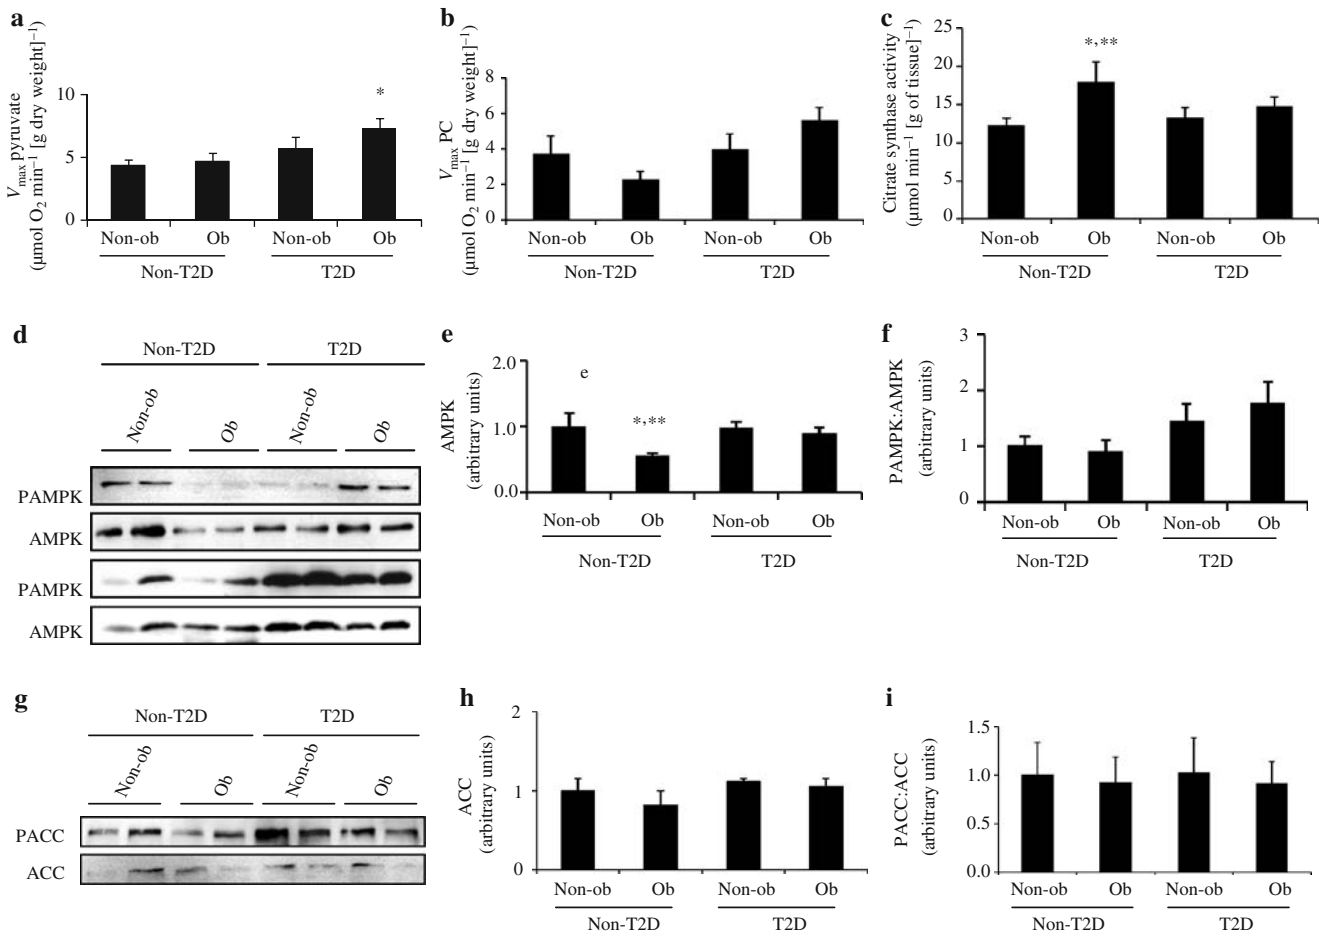 a
V_max pyruvate
(µmol O₂ min⁻¹ [g dry weight]⁻¹)
10
5
0
*
Non-ob Ob Non-ob Ob
Non-T2D T2D
b
V_max PC
(µmol O₂ min⁻¹ [g dry weight]⁻¹)
8
6
4
2
0
Non-ob Ob Non-ob Ob
Non-T2D T2D
c
Citrate synthase activity
(µmol min⁻¹ [g of tissue]⁻¹)
25
20
15
10
5
0
*,**
Non-ob Ob Non-ob Ob
Non-T2D T2D
d
Non-T2D T2D
Non-ob Ob Non-ob Ob
PAMPK
AMPK
PAMPK
AMPK
e
AMPK
(arbitrary units)
2.0
1.0
0.0
e
*,**
Non-ob Ob Non-ob Ob
Non-T2D T2D
f
PAMPK:AMPK
(arbitrary units)
3
2
1
0
Non-ob Ob Non-ob Ob
Non-T2D T2D
g
Non-T2D T2D
Non-ob Ob Non-ob Ob
PACC
ACC
h
ACC
(arbitrary units)
2
1
0
Non-ob Ob Non-ob Ob
Non-T2D T2D
i
PACC:ACC
(arbitrary units)
1.5
1.0
0.5
0.0
Non-ob Ob Non-ob Ob
Non-T2D T2D